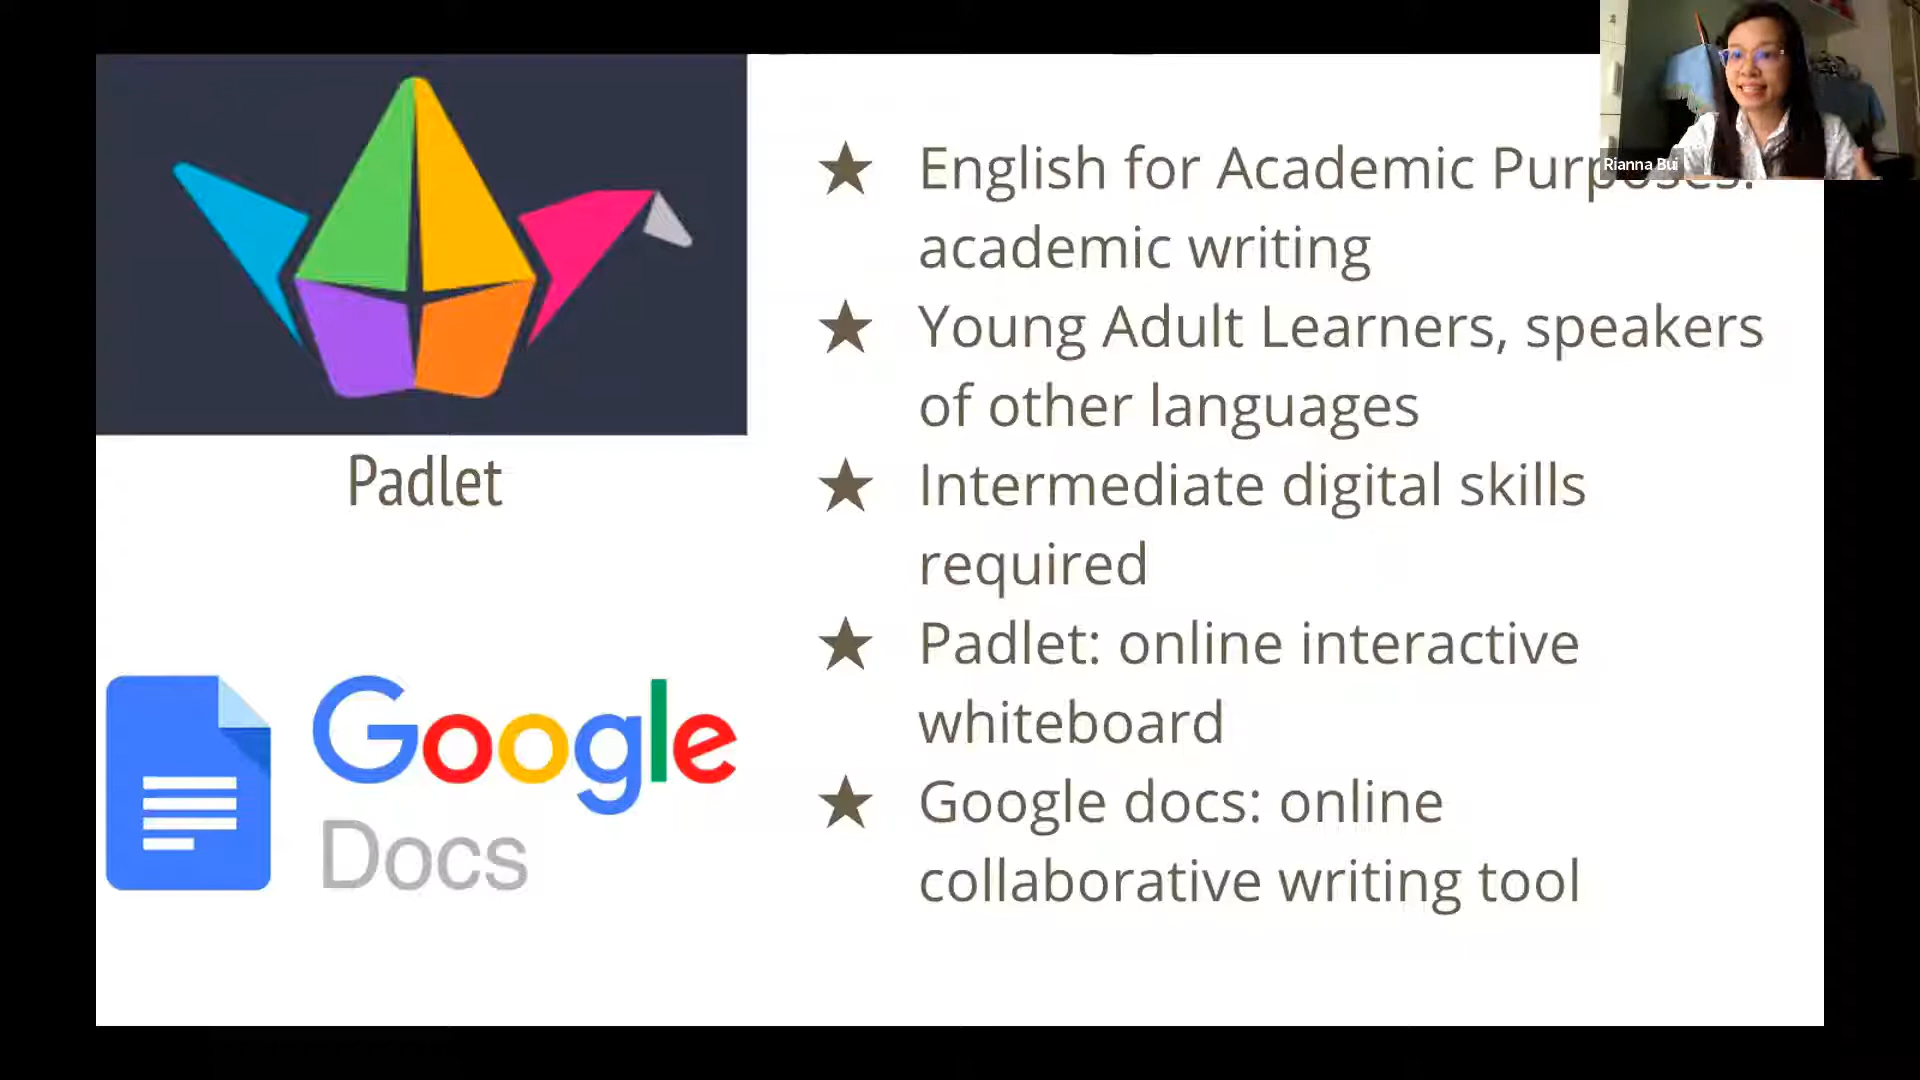 English for Academic Purposes:
academic writing
Young Adult Learners, speakers
of other languages
Intermediate digital skills
required
Padlet: online interactive
whiteboard
Google docs: online
collaborative writing tool
Padlet
Google
Docs
Rianna Bui